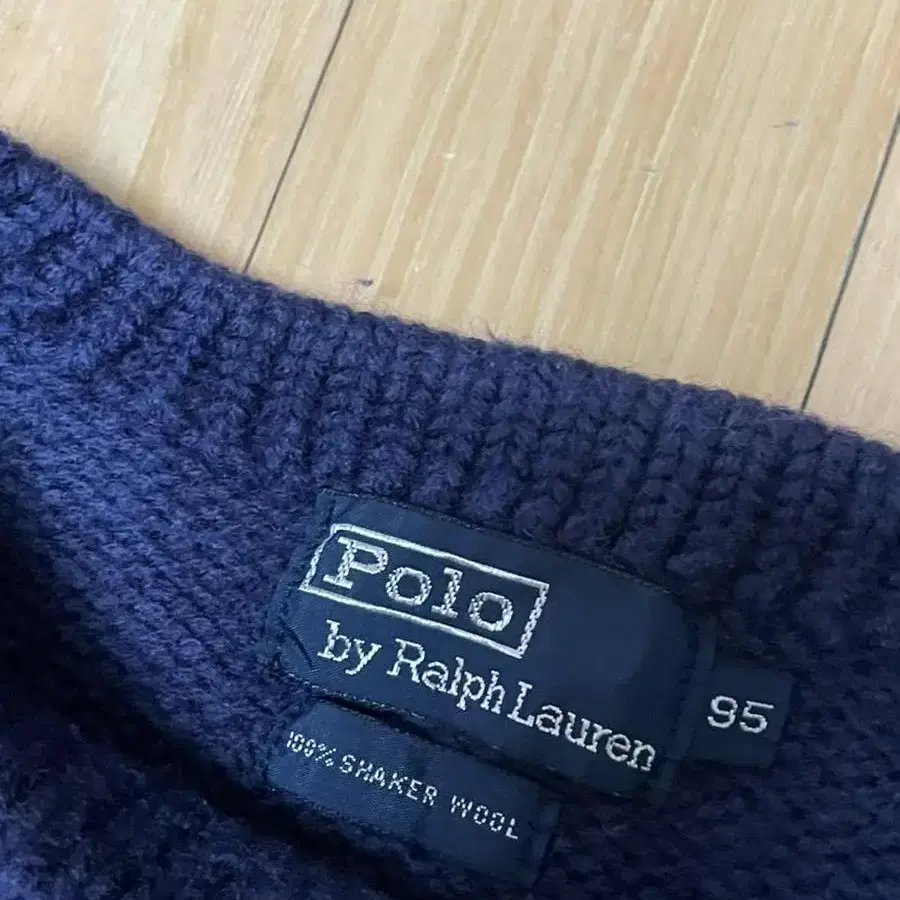 Polo
by Ralph Lauren
95
100% SHAKER WOOL